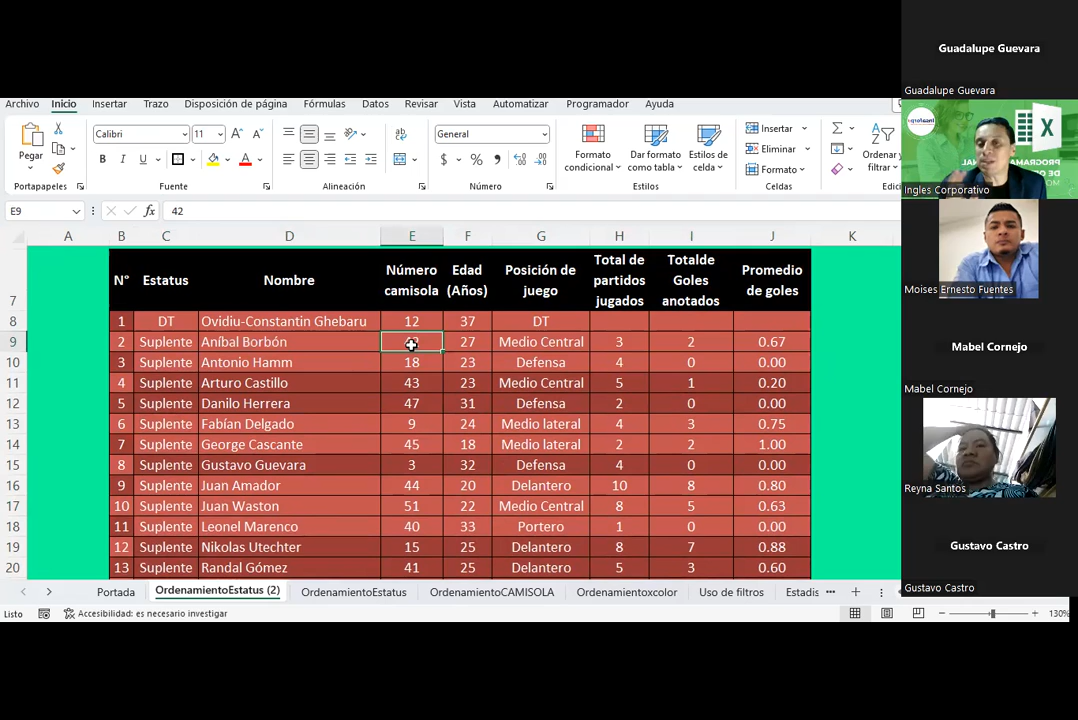 Archivo Inicio Insertar Trazo Disposición de página Fórmulas Datos Revisar Vista Automatizar Programador Ayuda
Pegar
Calibri 11
General
Formato condicional
Dar formato como tabla
Estilos de celda
Insertar
Eliminar
Formato
Ordenar filtrar
Portapapeles Fuente Alineación Número Estilos Celdas
E9 fx 42
A B C D E F G H I J K
7 N° Estatus Nombre Número camisola Edad (Años) Posición de juego Total de partidos jugados Totalde Goles anotados Promedio de goles
8 1 DT Ovidiu-Constantin Ghebaru 12 37 DT
9 2 Suplente Aníbal Borbón 27 Medio Central 3 2 0.67
10 3 Suplente Antonio Hamm 18 23 Defensa 4 0 0.00
11 4 Suplente Arturo Castillo 43 23 Medio Central 5 1 0.20
12 5 Suplente Danilo Herrera 47 31 Defensa 2 0 0.00
13 6 Suplente Fabían Delgado 9 24 Medio lateral 4 3 0.75
14 7 Suplente George Cascante 45 18 Medio lateral 2 2 1.00
15 8 Suplente Gustavo Guevara 3 32 Defensa 4 0 0.00
16 9 Suplente Juan Amador 44 20 Delantero 10 8 0.80
17 10 Suplente Juan Waston 51 22 Medio Central 8 5 0.63
18 11 Suplente Leonel Marenco 40 33 Portero 1 0 0.00
19 12 Suplente Nikolas Utechter 15 25 Delantero 8 7 0.88
20 13 Suplente Randal Gómez 41 25 Delantero 5 3 0.60
Portada OrdenamientoEstatus (2) OrdenamientoEstatus OrdenamientoCAMISOLA Ordenamientoxcolor Uso de filtros Estadis
Listo Accesibilidad: es necesario investigar 130%
Guadalupe Guevara
Guadalupe Guevara
Ingles Corporativo
Moises Ernesto Fuentes
Mabel Cornejo
Mabel Cornejo
Reyna Santos
Gustavo Castro
Gustavo Castro